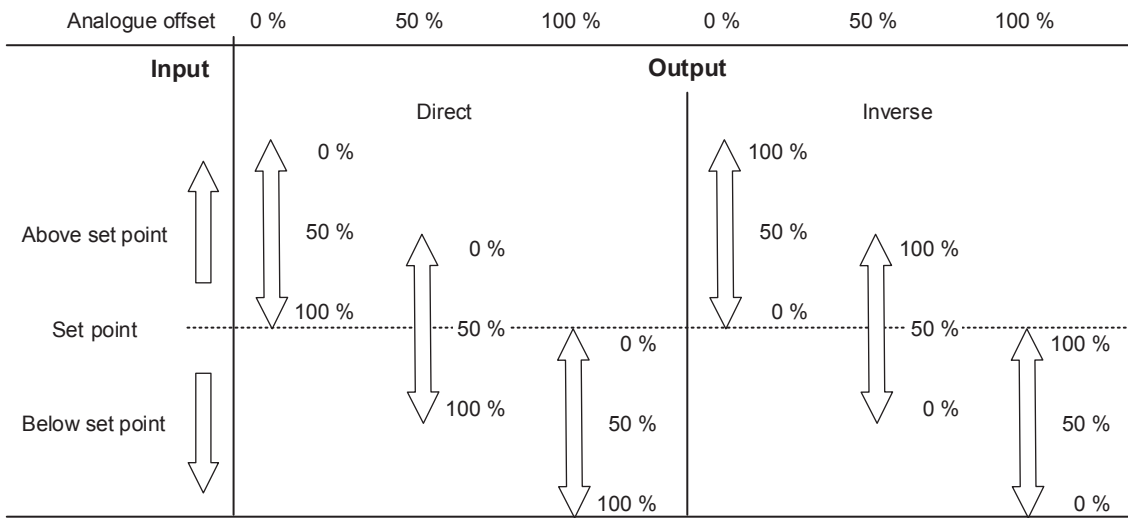 Analogue offset 0 % 50 % 100 % 0 % 50 % 100 %
Input Output
Direct Inverse
0 % 100 %
Above set point 50 % 0 % 50 % 100 %
100 % 0 %
Set point 50 % 0 % 50 % 100 %
Below set point 100 % 50 % 0 % 50 %
100 % 0 %